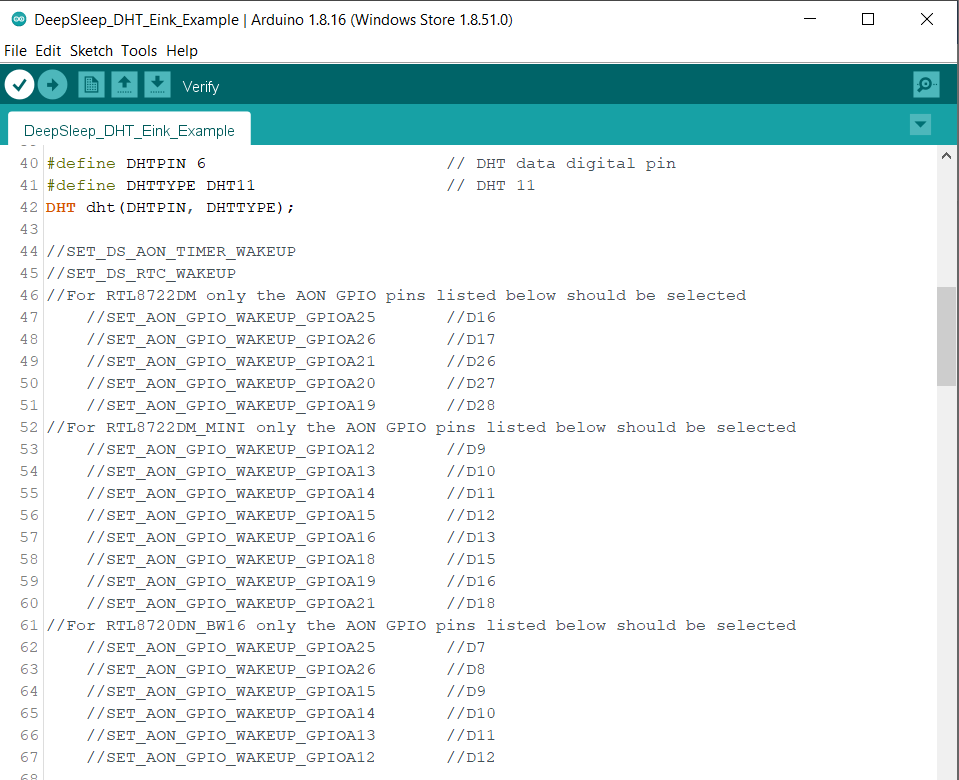 DeepSleep_DHT_Eink_Example | Arduino 1.8.16 (Windows Store 1.8.51.0)
File Edit Sketch Tools Help
Verify
DeepSleep_DHT_Eink_Example
40 #define DHTPIN 6 // DHT data digital pin
41 #define DHTTYPE DHT11 // DHT 11
42 DHT dht(DHTPIN, DHTTYPE);
43
44 //SET_DS_AON_TIMER_WAKEUP
45 //SET_DS_RTC_WAKEUP
46 //For RTL8722DM only the AON GPIO pins listed below should be selected
47 //SET_AON_GPIO_WAKEUP_GPIOA25 //D16
48 //SET_AON_GPIO_WAKEUP_GPIOA26 //D17
49 //SET_AON_GPIO_WAKEUP_GPIOA21 //D26
50 //SET_AON_GPIO_WAKEUP_GPIOA20 //D27
51 //SET_AON_GPIO_WAKEUP_GPIOA19 //D28
52 //For RTL8722DM_MINI only the AON GPIO pins listed below should be selected
53 //SET_AON_GPIO_WAKEUP_GPIOA12 //D9
54 //SET_AON_GPIO_WAKEUP_GPIOA13 //D10
55 //SET_AON_GPIO_WAKEUP_GPIOA14 //D11
56 //SET_AON_GPIO_WAKEUP_GPIOA15 //D12
57 //SET_AON_GPIO_WAKEUP_GPIOA16 //D13
58 //SET_AON_GPIO_WAKEUP_GPIOA18 //D15
59 //SET_AON_GPIO_WAKEUP_GPIOA19 //D16
60 //SET_AON_GPIO_WAKEUP_GPIOA21 //D18
61 //For RTL8720DN_BW16 only the AON GPIO pins listed below should be selected
62 //SET_AON_GPIO_WAKEUP_GPIOA25 //D7
63 //SET_AON_GPIO_WAKEUP_GPIOA26 //D8
64 //SET_AON_GPIO_WAKEUP_GPIOA15 //D9
65 //SET_AON_GPIO_WAKEUP_GPIOA14 //D10
66 //SET_AON_GPIO_WAKEUP_GPIOA13 //D11
67 //SET_AON_GPIO_WAKEUP_GPIOA12 //D12